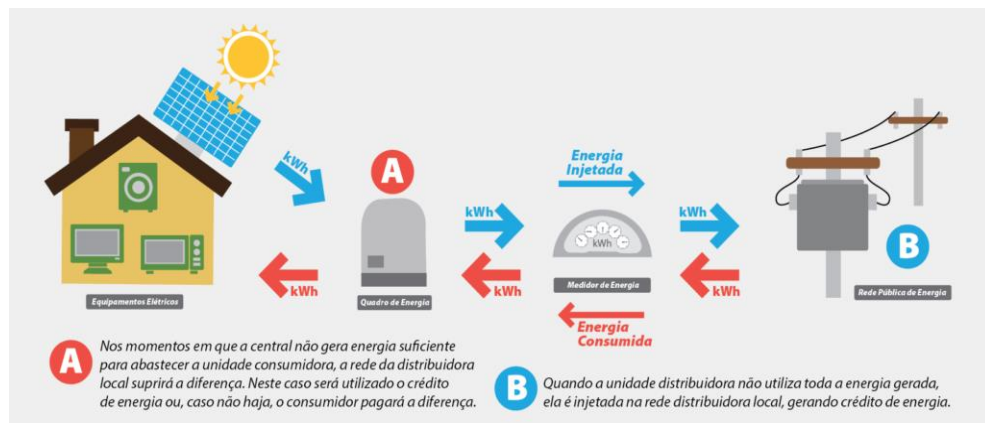 kWh
A
Energia
Injetada
kWh
kWh
kWh
B
kWh
kWh
kWh
Equipamentos Elétricos
Quadro de Energia
Medidor de Energia
Rede Pública de Energia
Energia
Consumida
A
Nos momentos em que a central não gera energia suficiente
para abastecer a unidade consumidora, a rede da distribuidora
local suprirá a diferença. Neste caso será utilizado o crédito
de energia ou, caso não haja, o consumidor pagará a diferença.
B
Quando a unidade distribuidora não utiliza toda a energia gerada,
ela é injetada na rede distribuidora local, gerando crédito de energia.